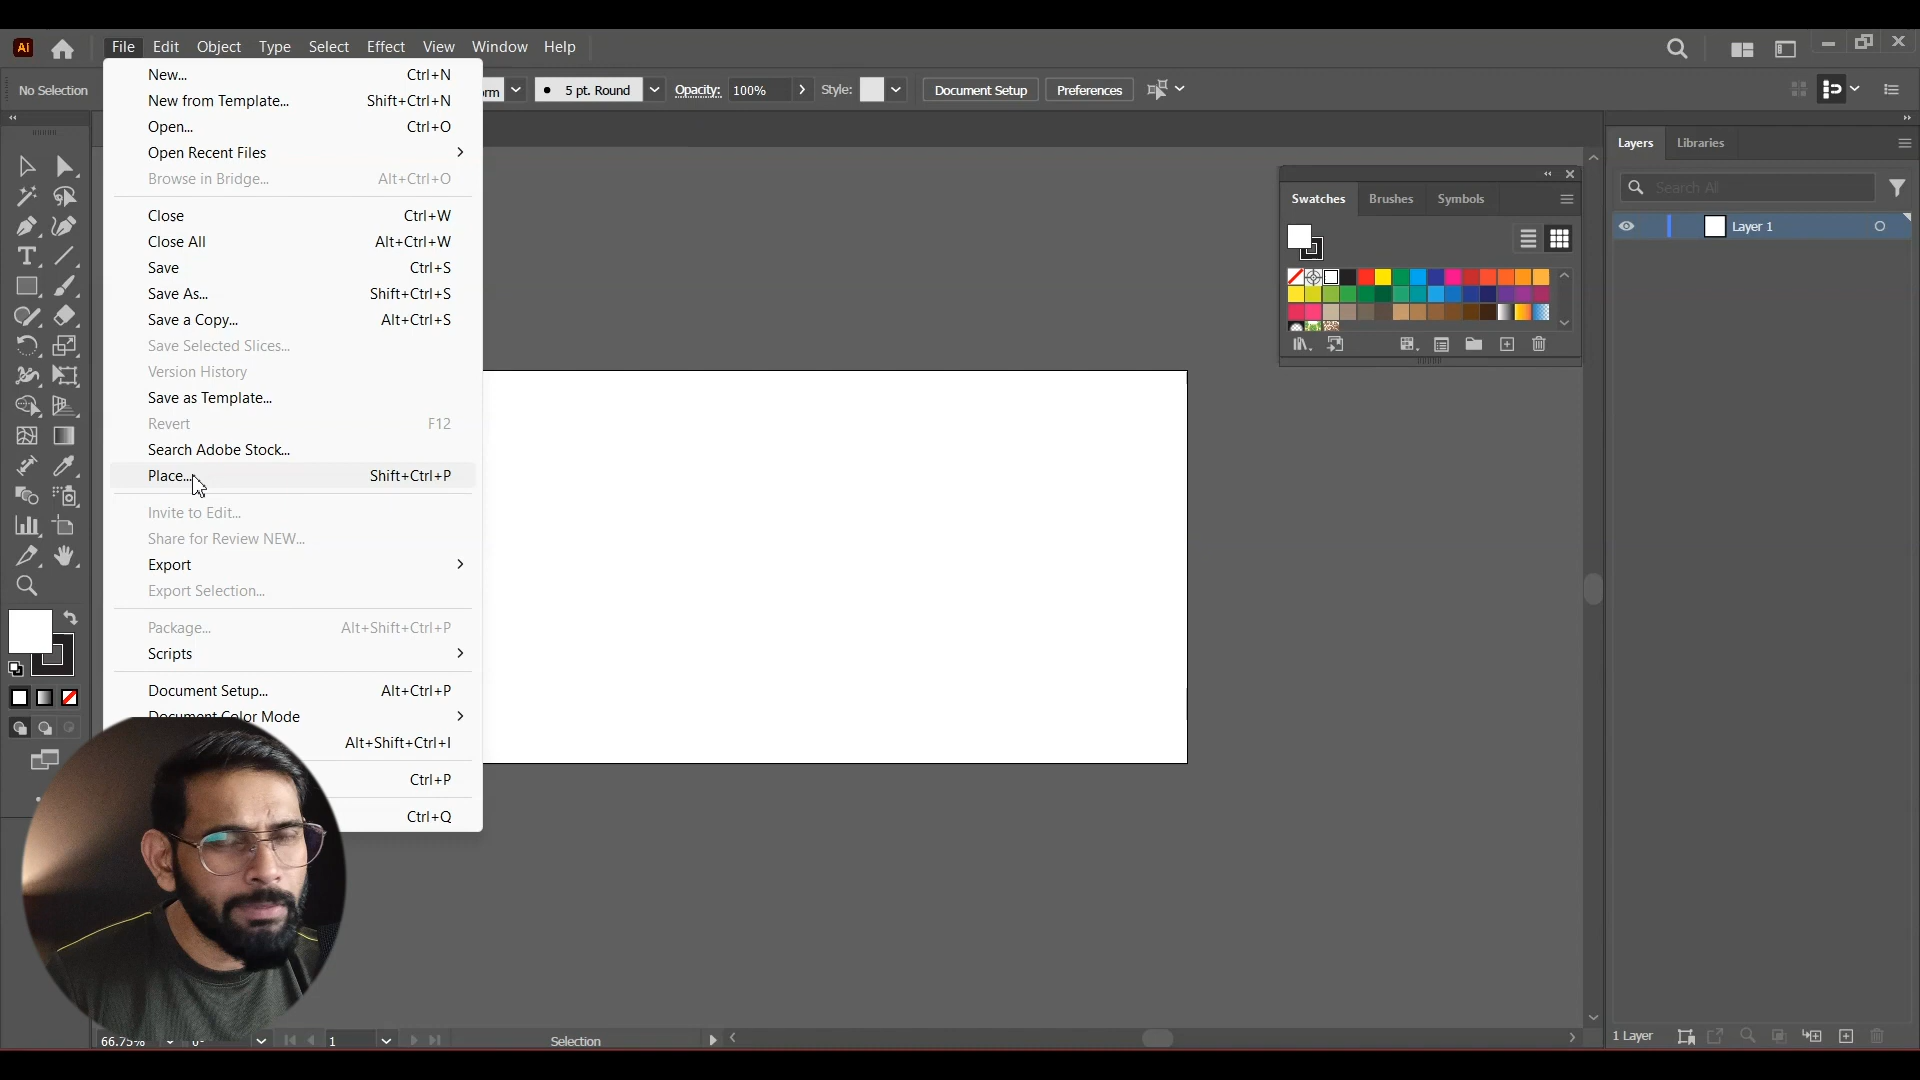 Ai
File Edit Object Type Select Effect View Window Help
No Selection
5 pt. Round
Opacity: 100%
Style:
Document Setup
Preferences
New... Ctrl+N
New from Template... Shift+Ctrl+N
Open... Ctrl+O
Open Recent Files
Browse in Bridge... Alt+Ctrl+O
Close Ctrl+W
Close All Alt+Ctrl+W
Save Ctrl+S
Save As... Shift+Ctrl+S
Save a Copy... Alt+Ctrl+S
Save Selected Slices...
Version History
Save as Template...
Revert F12
Search Adobe Stock...
Place... Shift+Ctrl+P
Invite to Edit...
Share for Review NEW...
Export
Export Selection...
Package... Alt+Shift+Ctrl+P
Scripts
Document Setup... Alt+Ctrl+P
Document Color Mode
Alt+Shift+Ctrl+I
Ctrl+P
Ctrl+Q
Swatches Brushes Symbols
Layers Libraries
Search All
Layer 1
66.75%
1
Selection
1 Layer